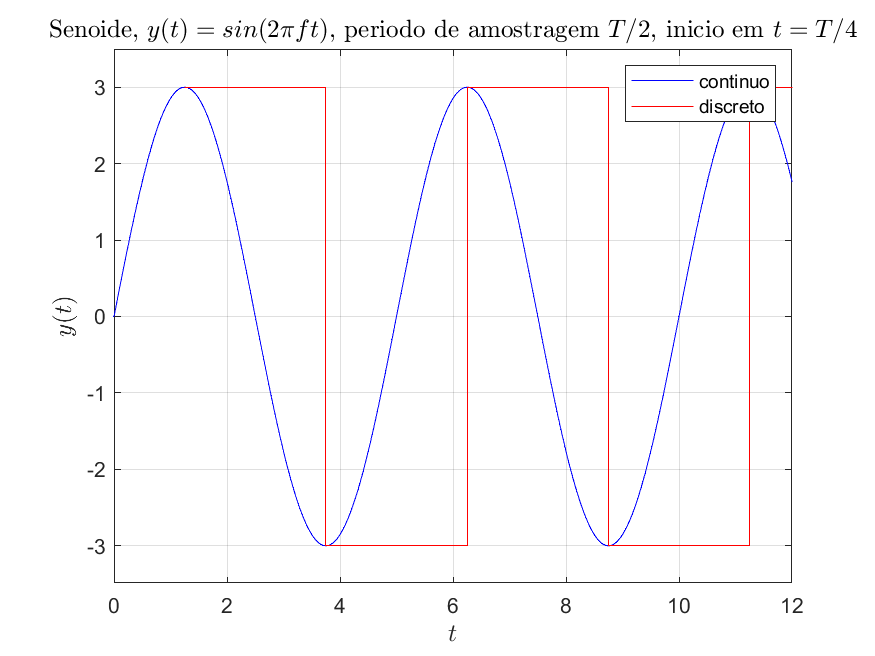 Senoide, y(t) = sin(2πft), periodo de amostragem T/2, inicio em t = T/4
continuo
discreto
3
2
1
0
-1
-2
-3
y(t)
0 2 4 6 8 10 12
t